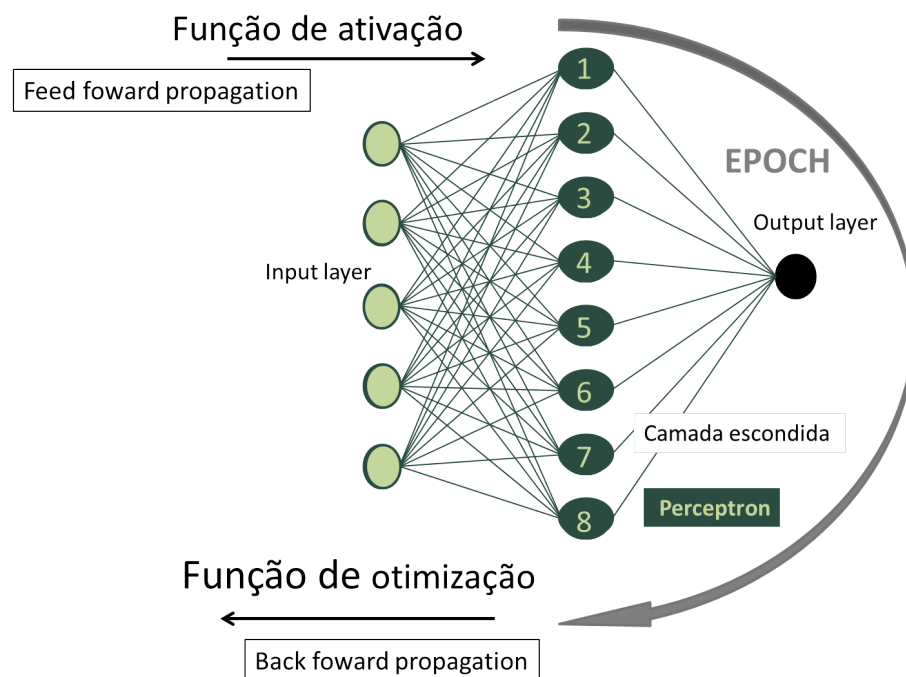 Função de ativação
Feed foward propagation
1
2
3
4
5
6
7
8
EPOCH
Output layer
Input layer
Camada escondida
Perceptron
Função de otimização
Back foward propagation